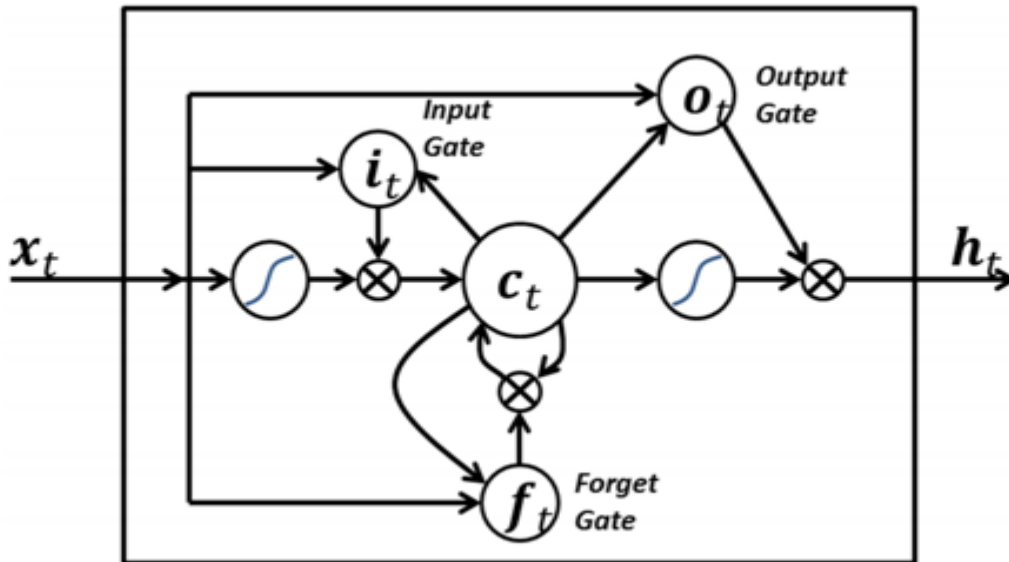 o_t
Output
Gate
Input
Gate
i_t
x_t
c_t
h_t
f_t
Forget
Gate